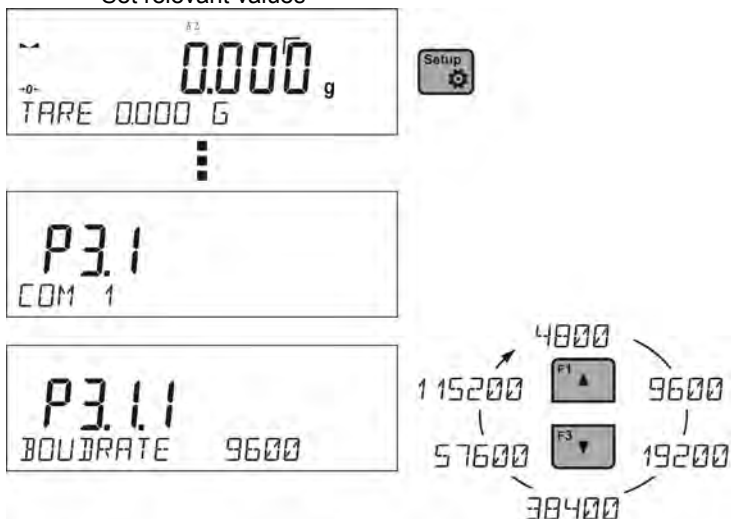 Set relevant values
0.000 g
→0←
TARE 0.000 G
Setup
P3.1
COM 1
P3.1.1
BOUDRATE 9600
4800
115200 F1 9600
57600 F3 19200
38400